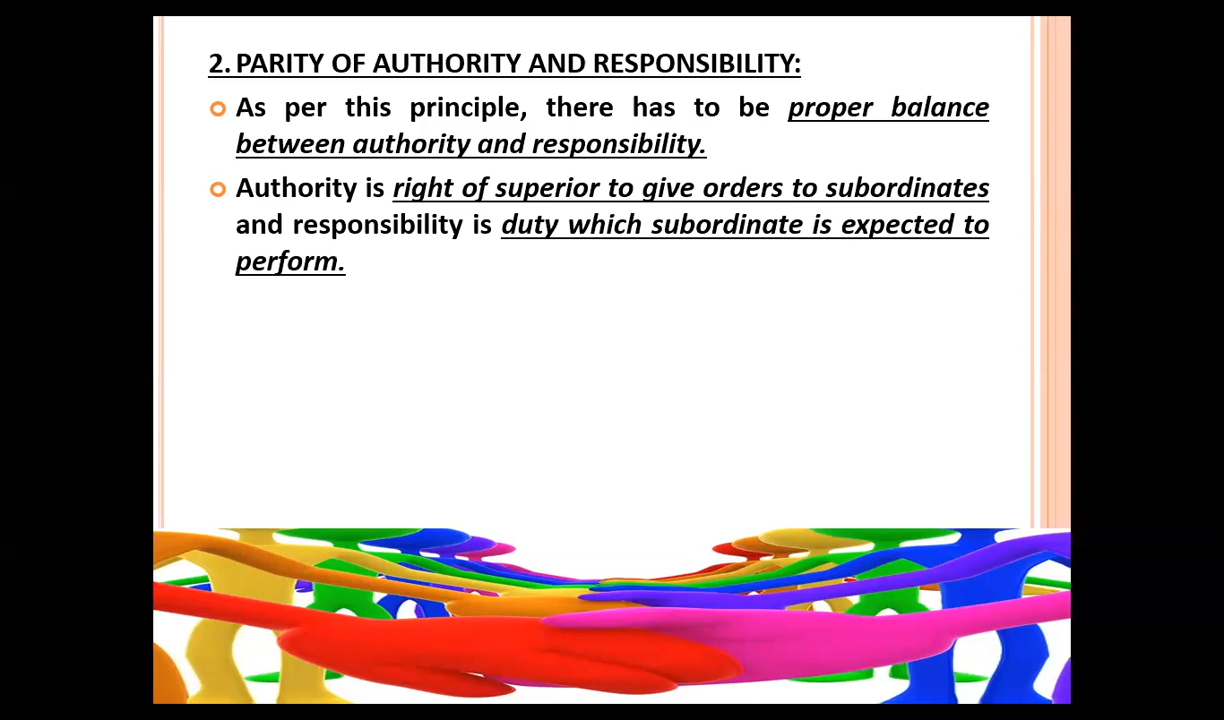 2. PARITY OF AUTHORITY AND RESPONSIBILITY:
As per this principle, there has to be proper balance
between authority and responsibility.
Authority is right of superior to give orders to subordinates
and responsibility is duty which subordinate is expected to
perform.